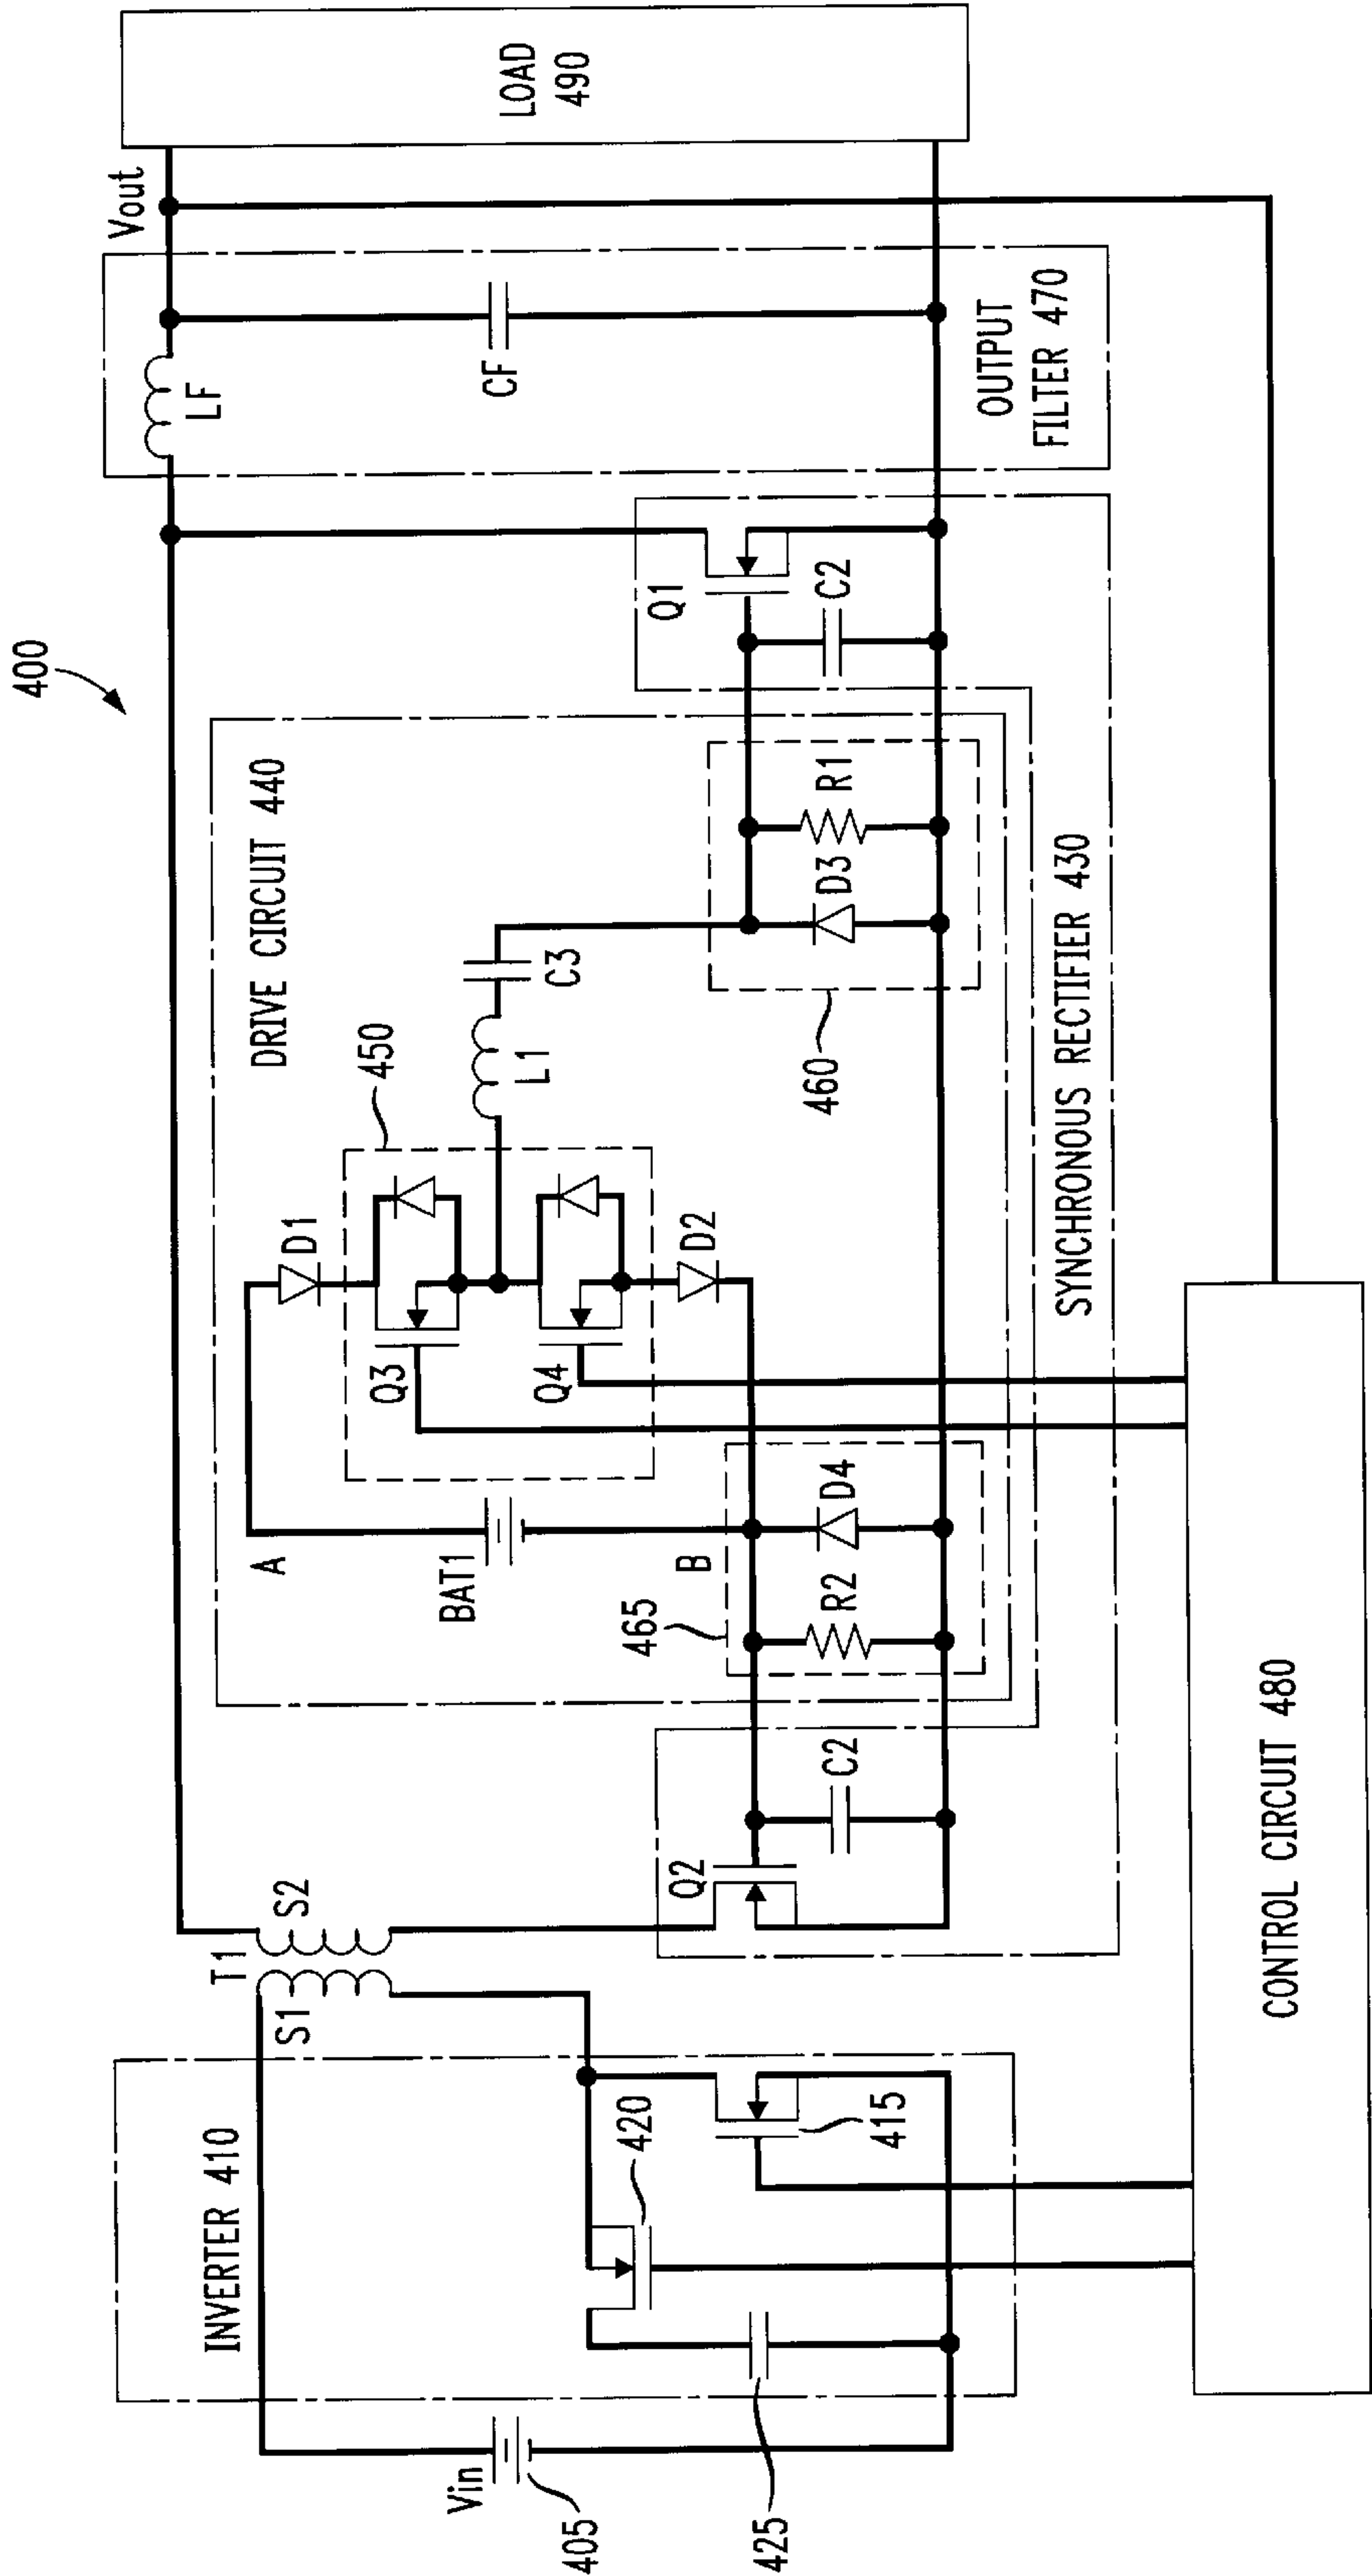 400
INVERTER 410
Vin
405
425
420
415
S1
T1
S2
Q2
C2
465
R2
B
D4
BAT1
A
DRIVE CIRCUIT 440
450
D1
Q3
Q4
D2
L1
C3
460
D3
R1
Q1
C2
SYNCHRONOUS RECTIFIER 430
LF
CF
OUTPUT
FILTER 470
Vout
LOAD
490
CONTROL CIRCUIT 480